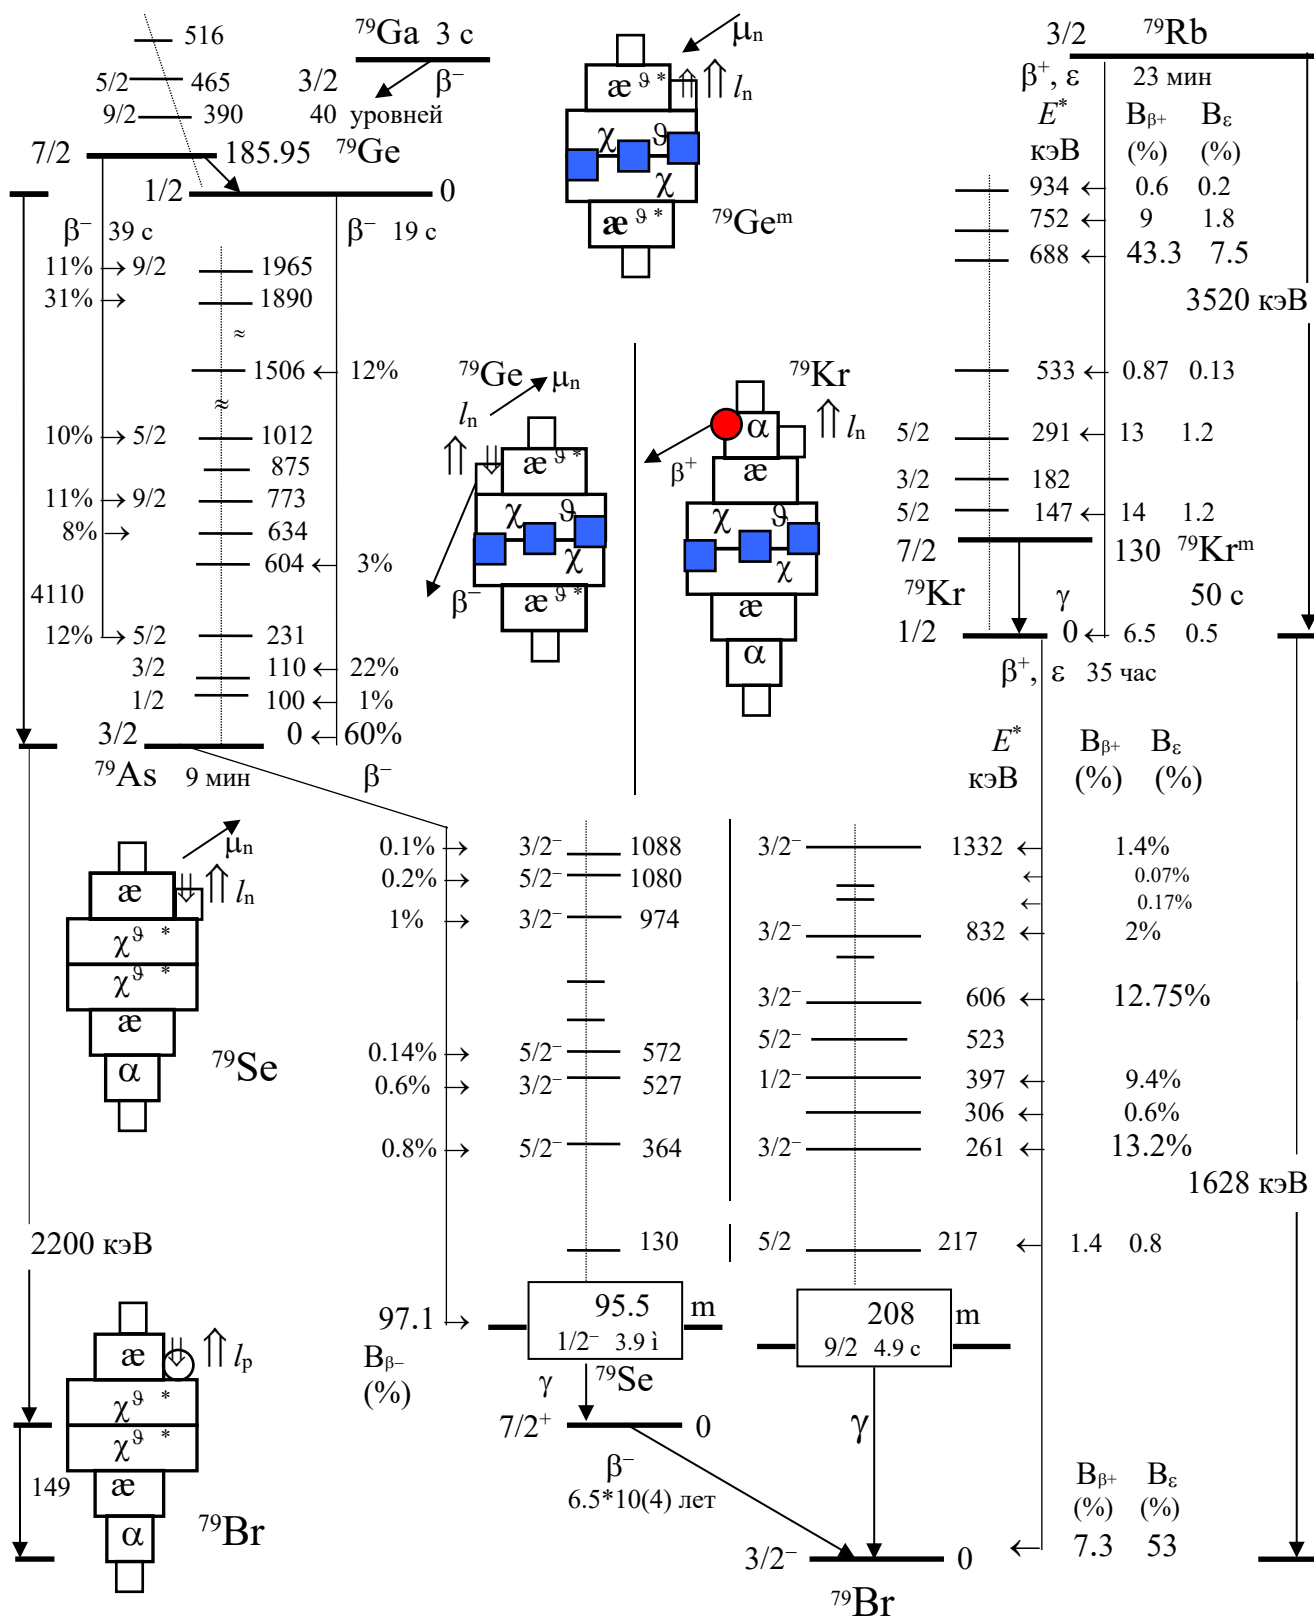 516
⁷⁹Ga 3 с
μₙ
3/2
⁷⁹Rb
5/2 465
3/2
β⁻
æ ϑ * ⇑ ⇑ lₙ
β⁺, ε 23 мин
9/2 390
40 уровней
E* Bβ₊ Bε
кэВ (%) (%)
7/2 185.95 ⁷⁹Ge
χ ϑ
χ
1/2 0
æ ϑ *
⁷⁹Geᵐ
934 ← 0.6 0.2
752 ← 9 1.8
688 ← 43.3 7.5
3520 кэВ
β⁻ 39 с
β⁻ 19 с
11% → 9/2 1965
31% → 1890
≈
1506 ← 12%
≈
10% → 5/2 1012
875
11% → 9/2 773
8% → 634
604 ← 3%
4110
12% → 5/2 231
3/2 110 ← 22%
1/2 100 ← 1%
3/2 0 ← 60%
⁷⁹As 9 мин β⁻
⁷⁹Ge μₙ
lₙ
⇑ ⇓ æ ϑ *
χ ϑ
χ
β⁻ æ ϑ *
⁷⁹Kr
α ⇑ lₙ
β⁺
æ
χ ϑ
χ
æ
α
533 ← 0.87 0.13
5/2 291 ← 13 1.2
3/2 182
5/2 147 ← 14 1.2
7/2 130 ⁷⁹Krᵐ
⁷⁹Kr γ 50 с
1/2 0 ← 6.5 0.5
β⁺, ε 35 час
E* Bβ₊ Bε
кэВ (%) (%)
μₙ
æ ⇓ ⇑ lₙ
χ ϑ *
χ ϑ *
æ
α
⁷⁹Se
0.1% → 3/2⁻ 1088
0.2% → 5/2⁻ 1080
1% → 3/2⁻ 974
0.14% → 5/2⁻ 572
0.6% → 3/2⁻ 527
0.8% → 5/2⁻ 364
130
3/2⁻ 1332 ← 1.4%
← 0.07%
← 0.17%
3/2⁻ 832 ← 2%
3/2⁻ 606 ← 12.75%
5/2⁻ 523
1/2⁻ 397 ← 9.4%
306 ← 0.6%
3/2⁻ 261 ← 13.2%
1628 кэВ
5/2 217 ← 1.4 0.8
2200 кэВ
97.1 → 95.5 m
1/2⁻ 3.9 ì
Bβ₋
(%)
⁷⁹Se
208 m
9/2 4.9 с
æ ⇓ ⇑ lₚ
χ ϑ *
χ ϑ *
æ
α
⁷⁹Br
149
γ
7/2⁺ 0
γ
β⁻
6.5*10(4) лет
Bβ₊ Bε
(%) (%)
3/2⁻ 0 ← 7.3 53
⁷⁹Br